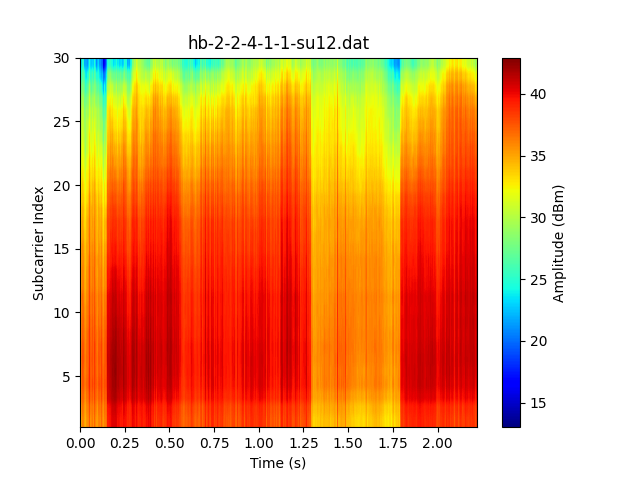 hb-2-2-4-1-1-su12.dat
30
25
20
15
10
5
Subcarrier Index
0.00 0.25 0.50 0.75 1.00 1.25 1.50 1.75 2.00
Time (s)
40
35
30
25
20
15
Amplitude (dBm)